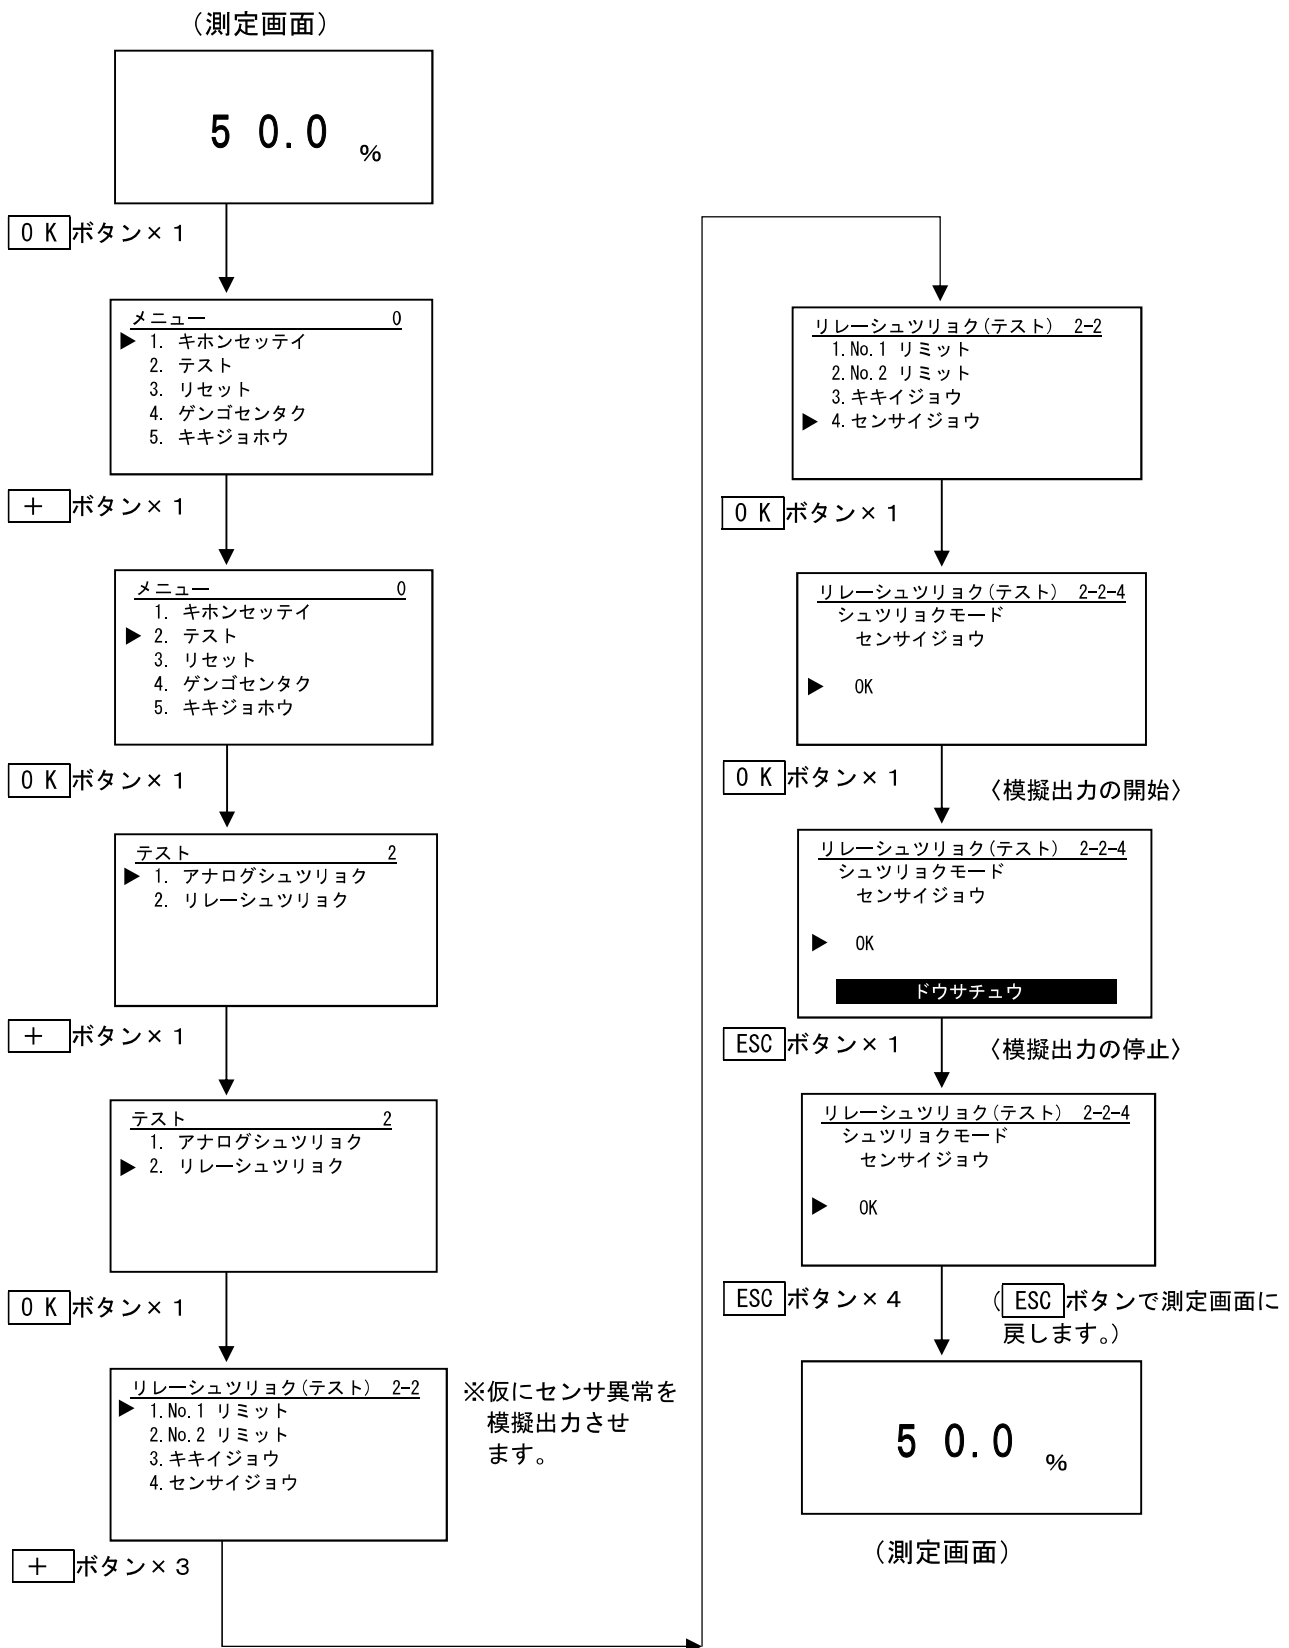 （測定画面）
５０.０ %
ＯＫ ボタン×１
メニュー 0
▶ 1. キホンセッテイ
2. テスト
3. リセット
4. ゲンゴセンタク
5. キキジョホウ
＋ ボタン×１
メニュー 0
1. キホンセッテイ
▶ 2. テスト
3. リセット
4. ゲンゴセンタク
5. キキジョホウ
ＯＫ ボタン×１
テスト 2
▶ 1. アナログシュツリョク
2. リレーシュツリョク
＋ ボタン×１
テスト 2
1. アナログシュツリョク
▶ 2. リレーシュツリョク
ＯＫ ボタン×１
リレーシュツリョク(テスト) 2-2
▶ 1.No.1 リミット
2.No.2 リミット
3.キキイジョウ
4.センサイジョウ
※仮にセンサ異常を
模擬出力させ
ます。
＋ ボタン×３
リレーシュツリョク(テスト) 2-2
1.No.1 リミット
2.No.2 リミット
3.キキイジョウ
▶ 4.センサイジョウ
ＯＫ ボタン×１
リレーシュツリョク(テスト) 2-2-4
シュツリョクモード
センサイジョウ
▶ OK
ＯＫ ボタン×１
〈模擬出力の開始〉
リレーシュツリョク(テスト) 2-2-4
シュツリョクモード
センサイジョウ
▶ OK
ドウサチュウ
ESC ボタン×１
〈模擬出力の停止〉
リレーシュツリョク(テスト) 2-2-4
シュツリョクモード
センサイジョウ
▶ OK
ESC ボタン×４
（ESC ボタンで測定画面に
戻します。）
５０.０ %
（測定画面）